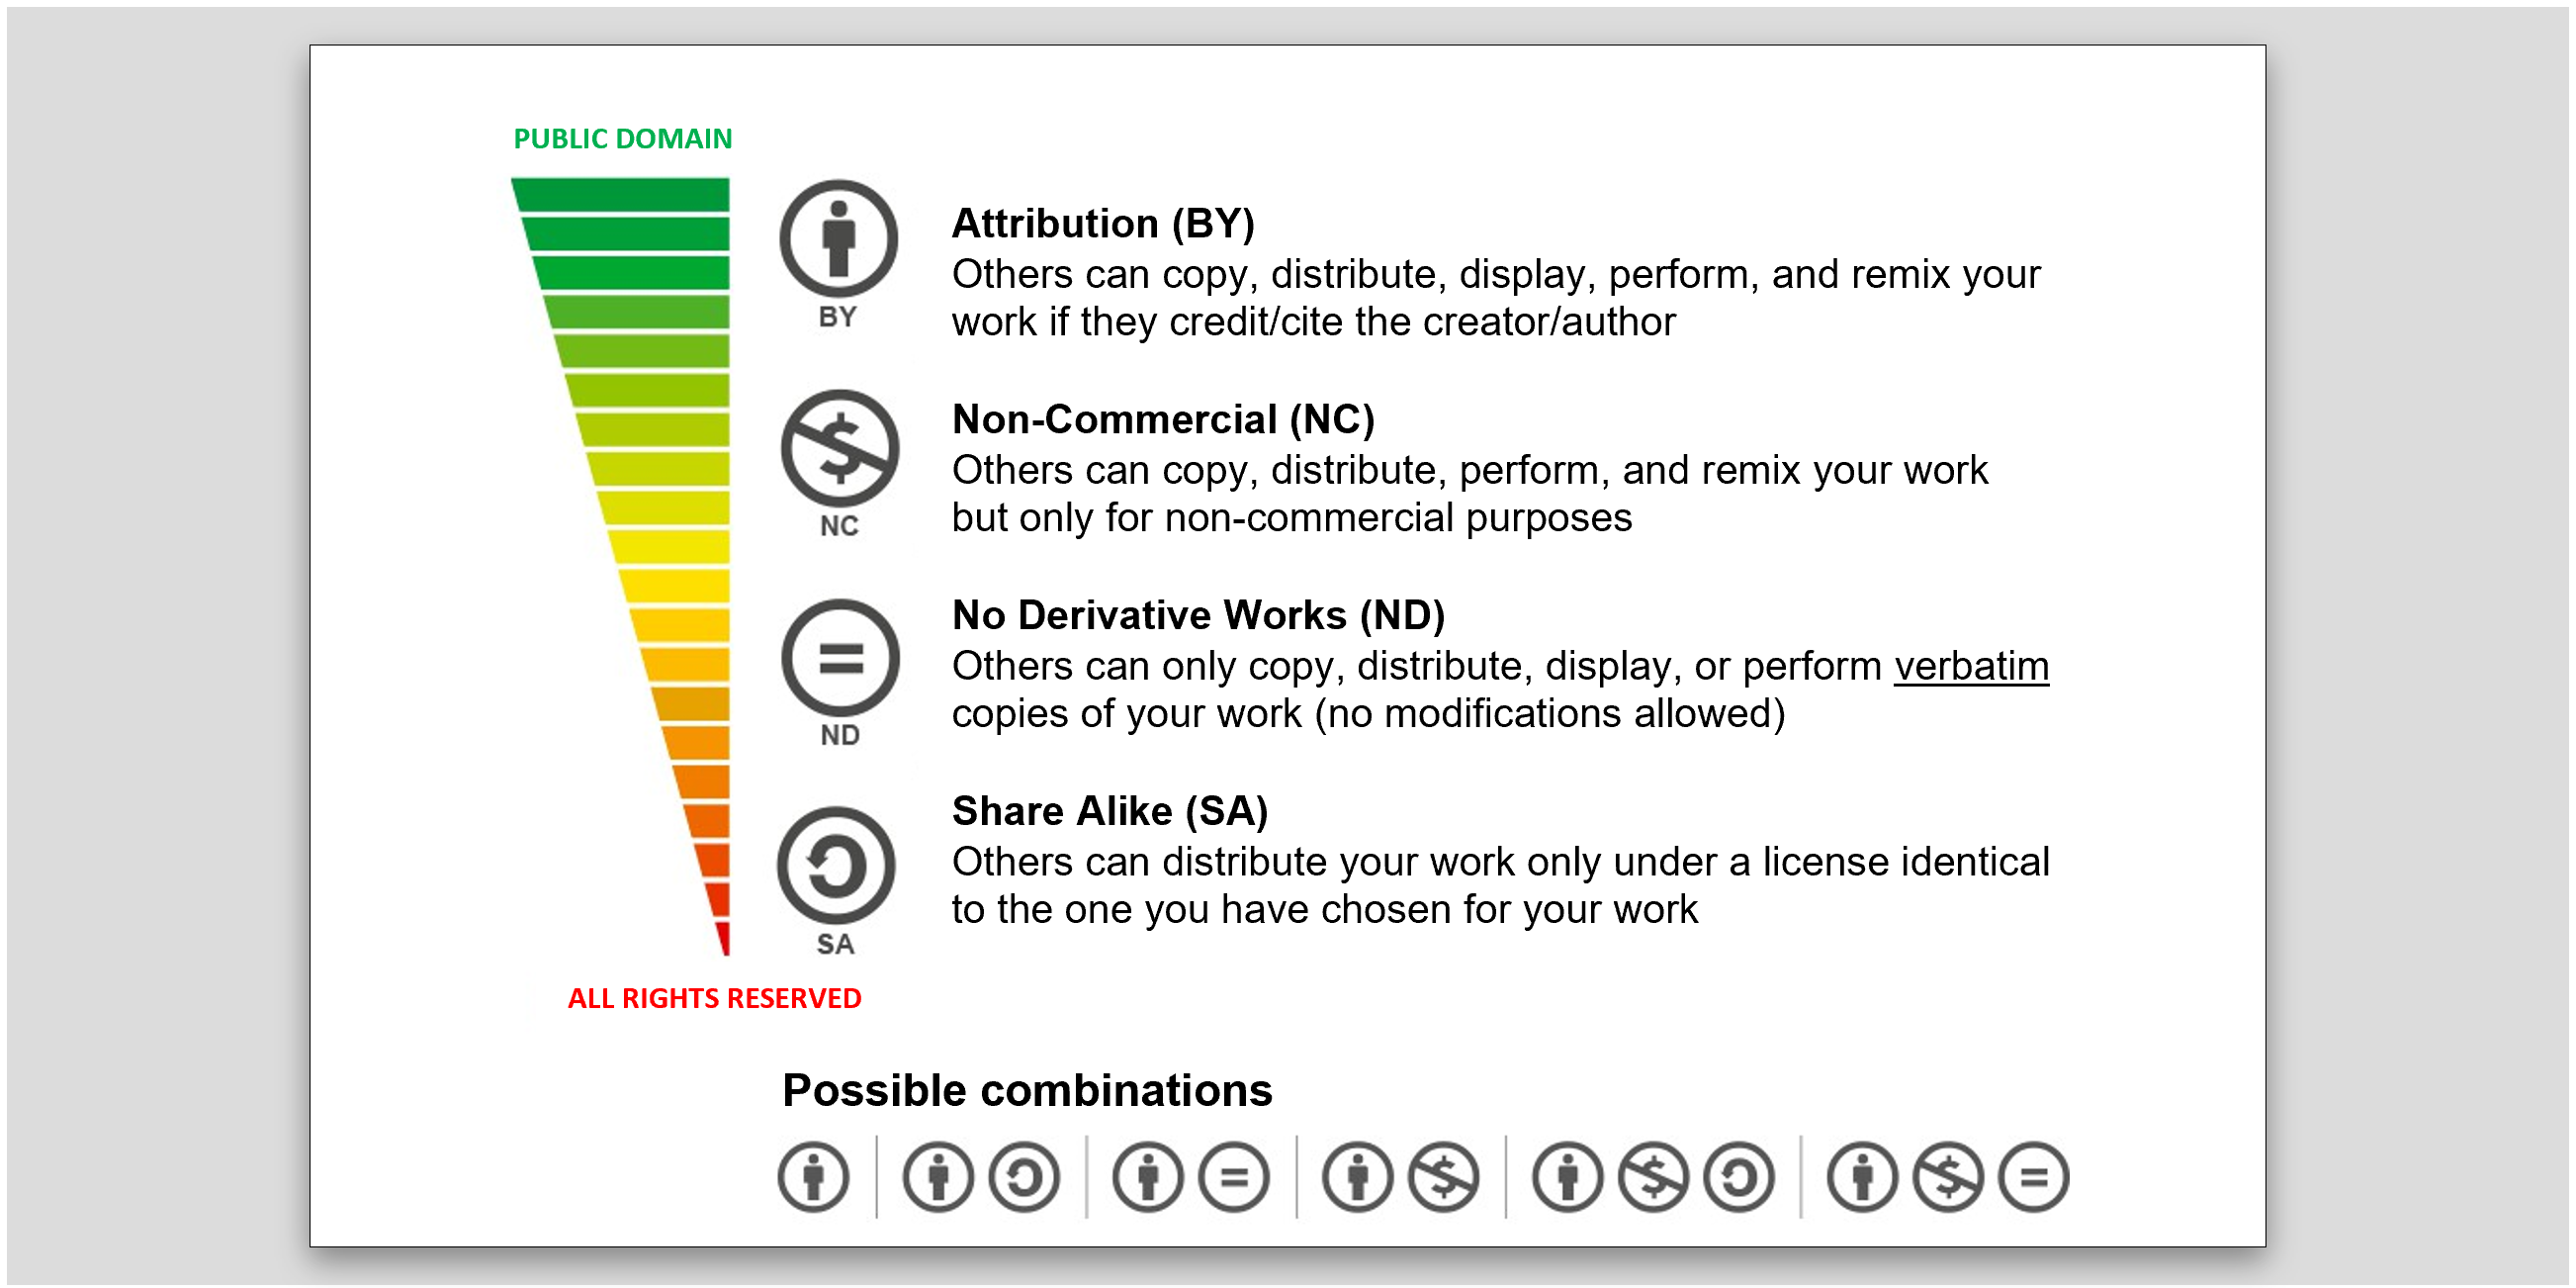 PUBLIC DOMAIN
BY
Attribution (BY)
Others can copy, distribute, display, perform, and remix your
work if they credit/cite the creator/author
NC
Non-Commercial (NC)
Others can copy, distribute, perform, and remix your work
but only for non-commercial purposes
ND
No Derivative Works (ND)
Others can only copy, distribute, display, or perform verbatim
copies of your work (no modifications allowed)
SA
Share Alike (SA)
Others can distribute your work only under a license identical
to the one you have chosen for your work
ALL RIGHTS RESERVED
Possible combinations